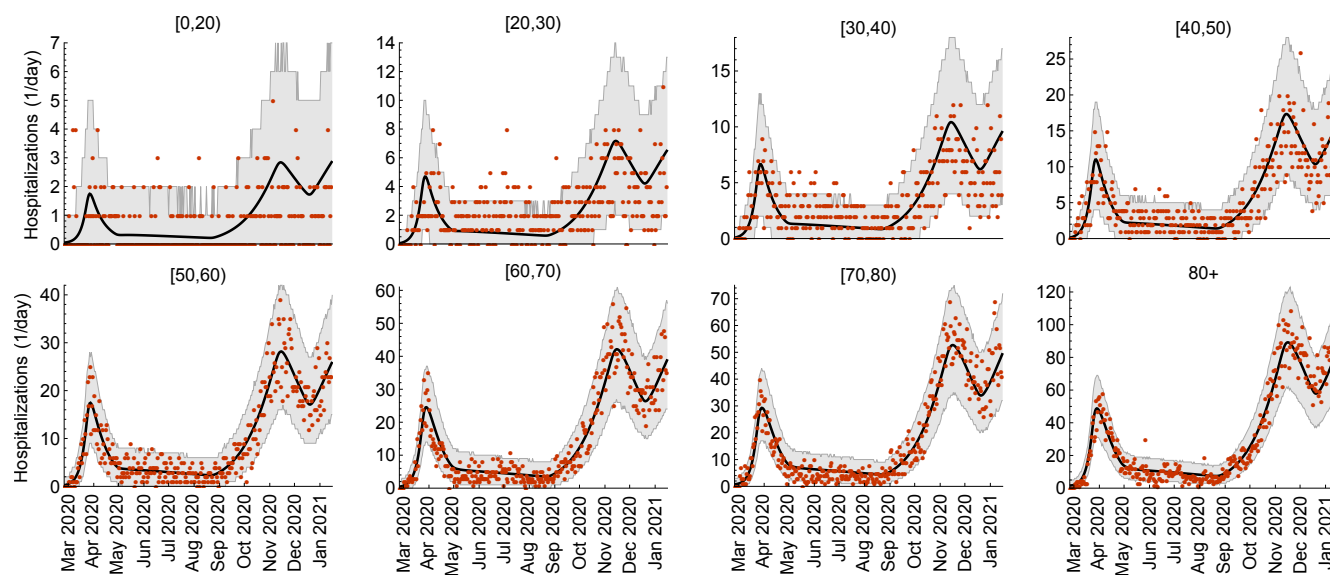 [0,20)
[20,30)
[30,40)
[40,50)
Hospitalizations (1/day)
7
6
5
4
3
2
1
0
14
12
10
8
6
4
2
0
15
10
5
0
25
20
15
10
5
0
[50,60)
[60,70)
[70,80)
80+
Hospitalizations (1/day)
40
30
20
10
0
60
50
40
30
20
10
0
70
60
50
40
30
20
10
0
120
100
80
60
40
20
0
Mar 2020
Apr 2020
May 2020
Jun 2020
Jul 2020
Aug 2020
Sep 2020
Oct 2020
Nov 2020
Dec 2020
Jan 2021
Mar 2020
Apr 2020
May 2020
Jun 2020
Jul 2020
Aug 2020
Sep 2020
Oct 2020
Nov 2020
Dec 2020
Jan 2021
Mar 2020
Apr 2020
May 2020
Jun 2020
Jul 2020
Aug 2020
Sep 2020
Oct 2020
Nov 2020
Dec 2020
Jan 2021
Mar 2020
Apr 2020
May 2020
Jun 2020
Jul 2020
Aug 2020
Sep 2020
Oct 2020
Nov 2020
Dec 2020
Jan 2021